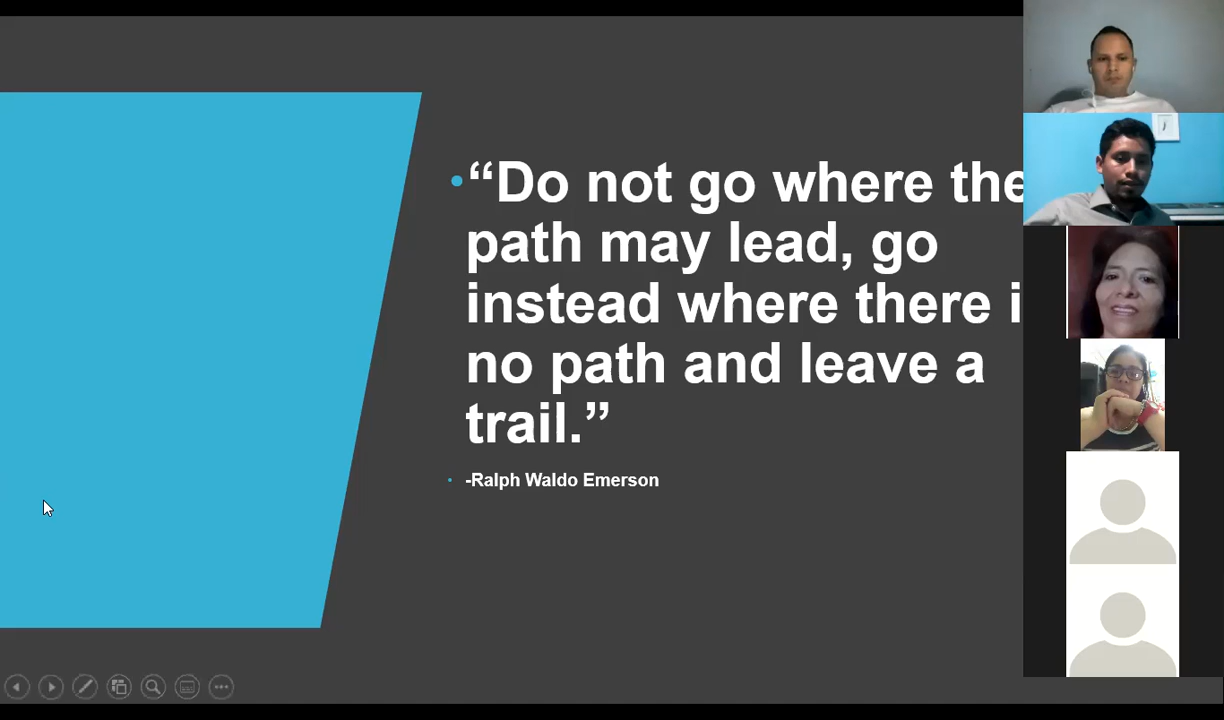 “Do not go where the
path may lead, go
instead where there i
no path and leave a
trail.”
-Ralph Waldo Emerson